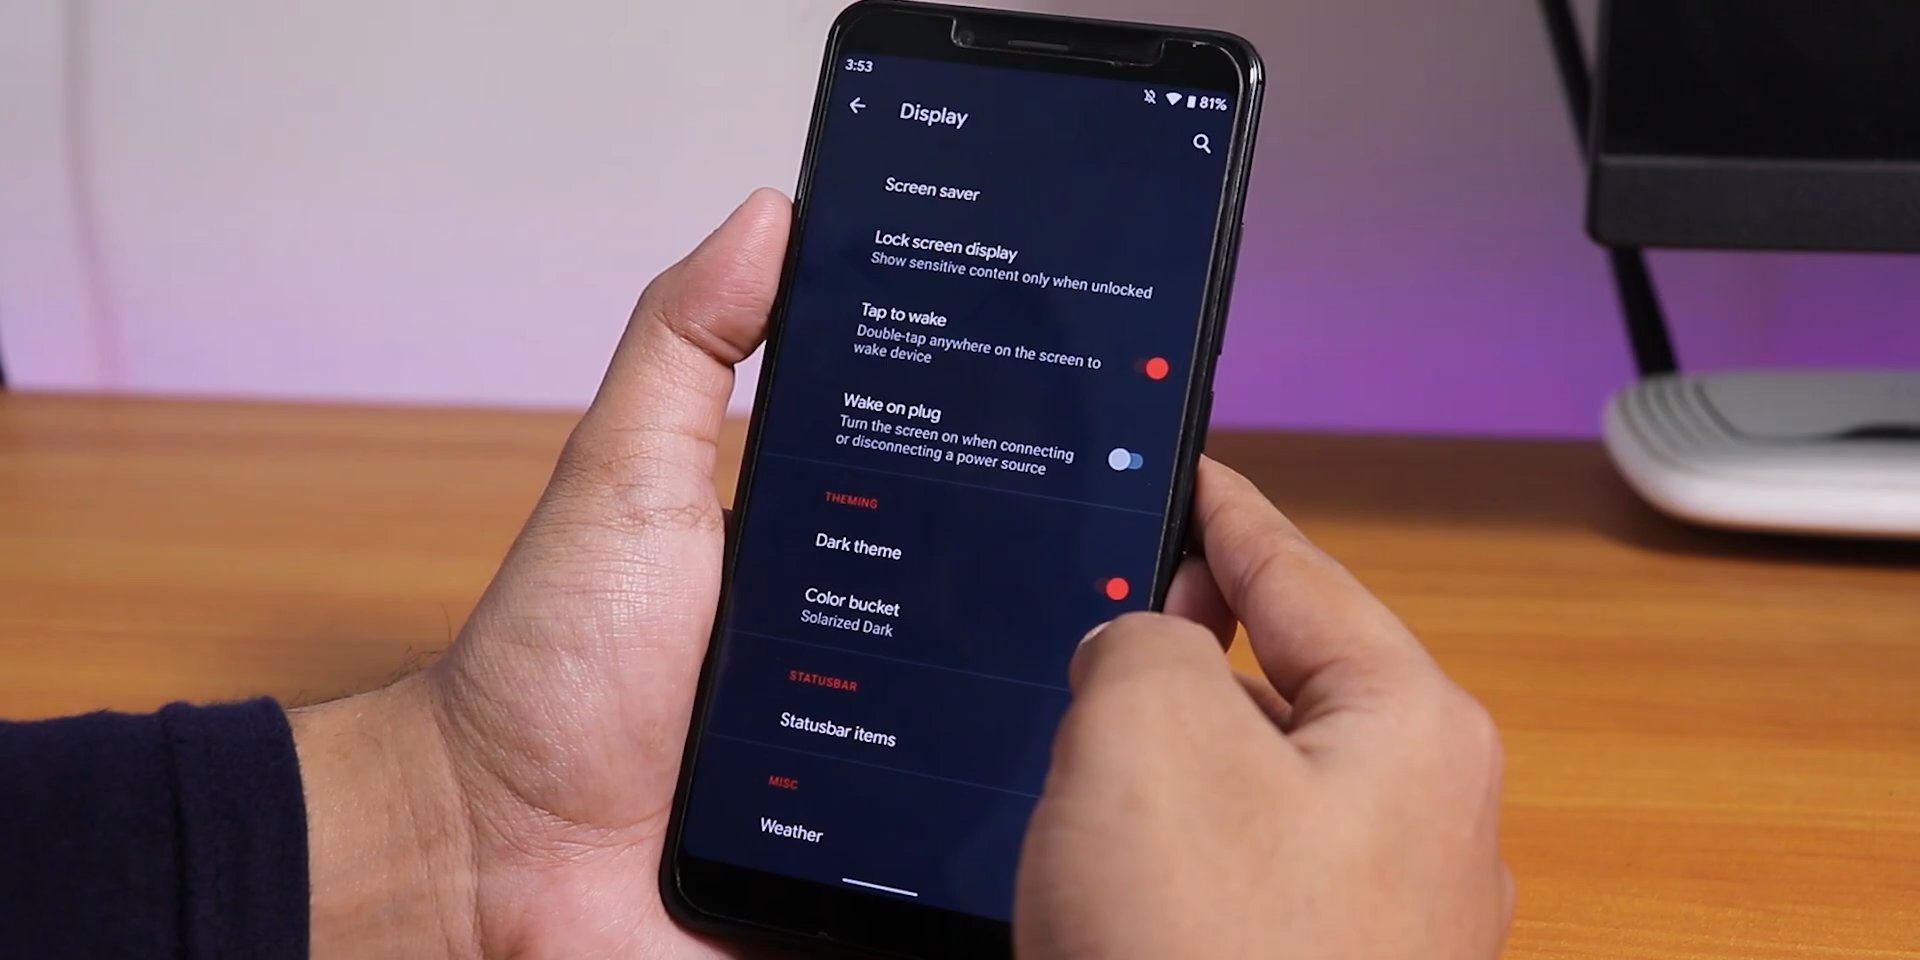 3:53
81%
Display
Screen saver
Lock screen display
Show sensitive content only when unlocked
Tap to wake
Double-tap anywhere on the screen to
wake device
Wake on plug
Turn the screen on when connecting
or disconnecting a power source
THEMING
Dark theme
Color bucket
Solarized Dark
STATUSBAR
Statusbar items
MISC
Weather